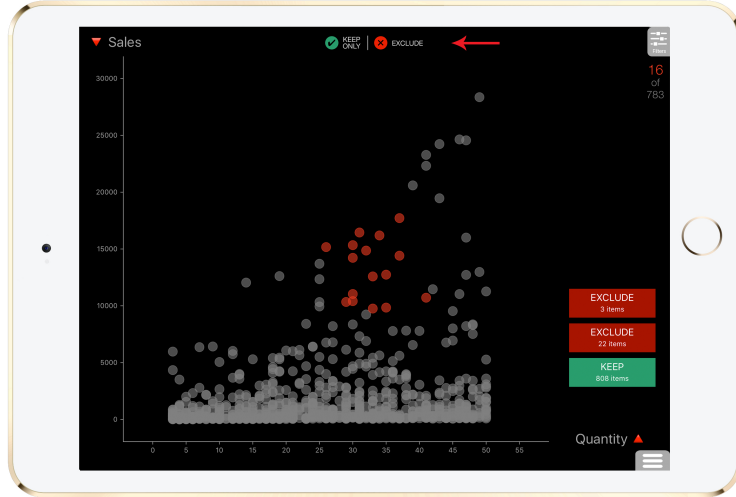 Sales
KEEP
ONLY
EXCLUDE
Filters
16
of
783
30000
25000
20000
15000
10000
5000
0
EXCLUDE
3 items
EXCLUDE
22 items
KEEP
808 items
0 5 10 15 20 25 30 35 40 45 50 55
Quantity